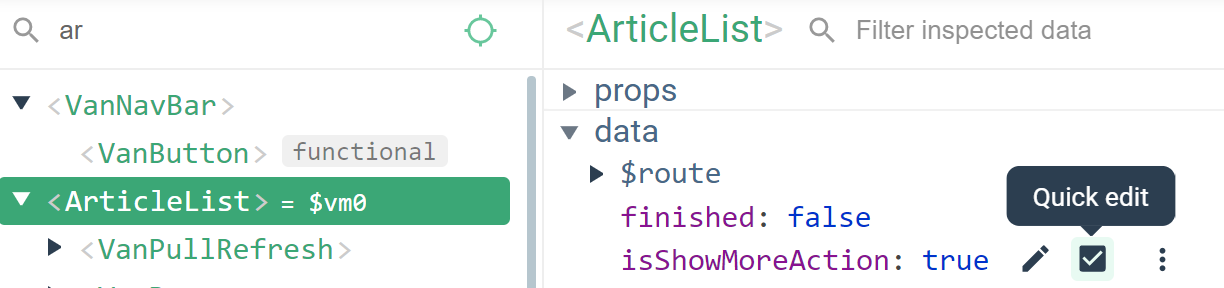 ar
<VanNavBar>
<VanButton> functional
<ArticleList> = $vm0
<VanPullRefresh>
<ArticleList> Filter inspected data
props
data
$route
finished: false
Quick edit
isShowMoreAction: true